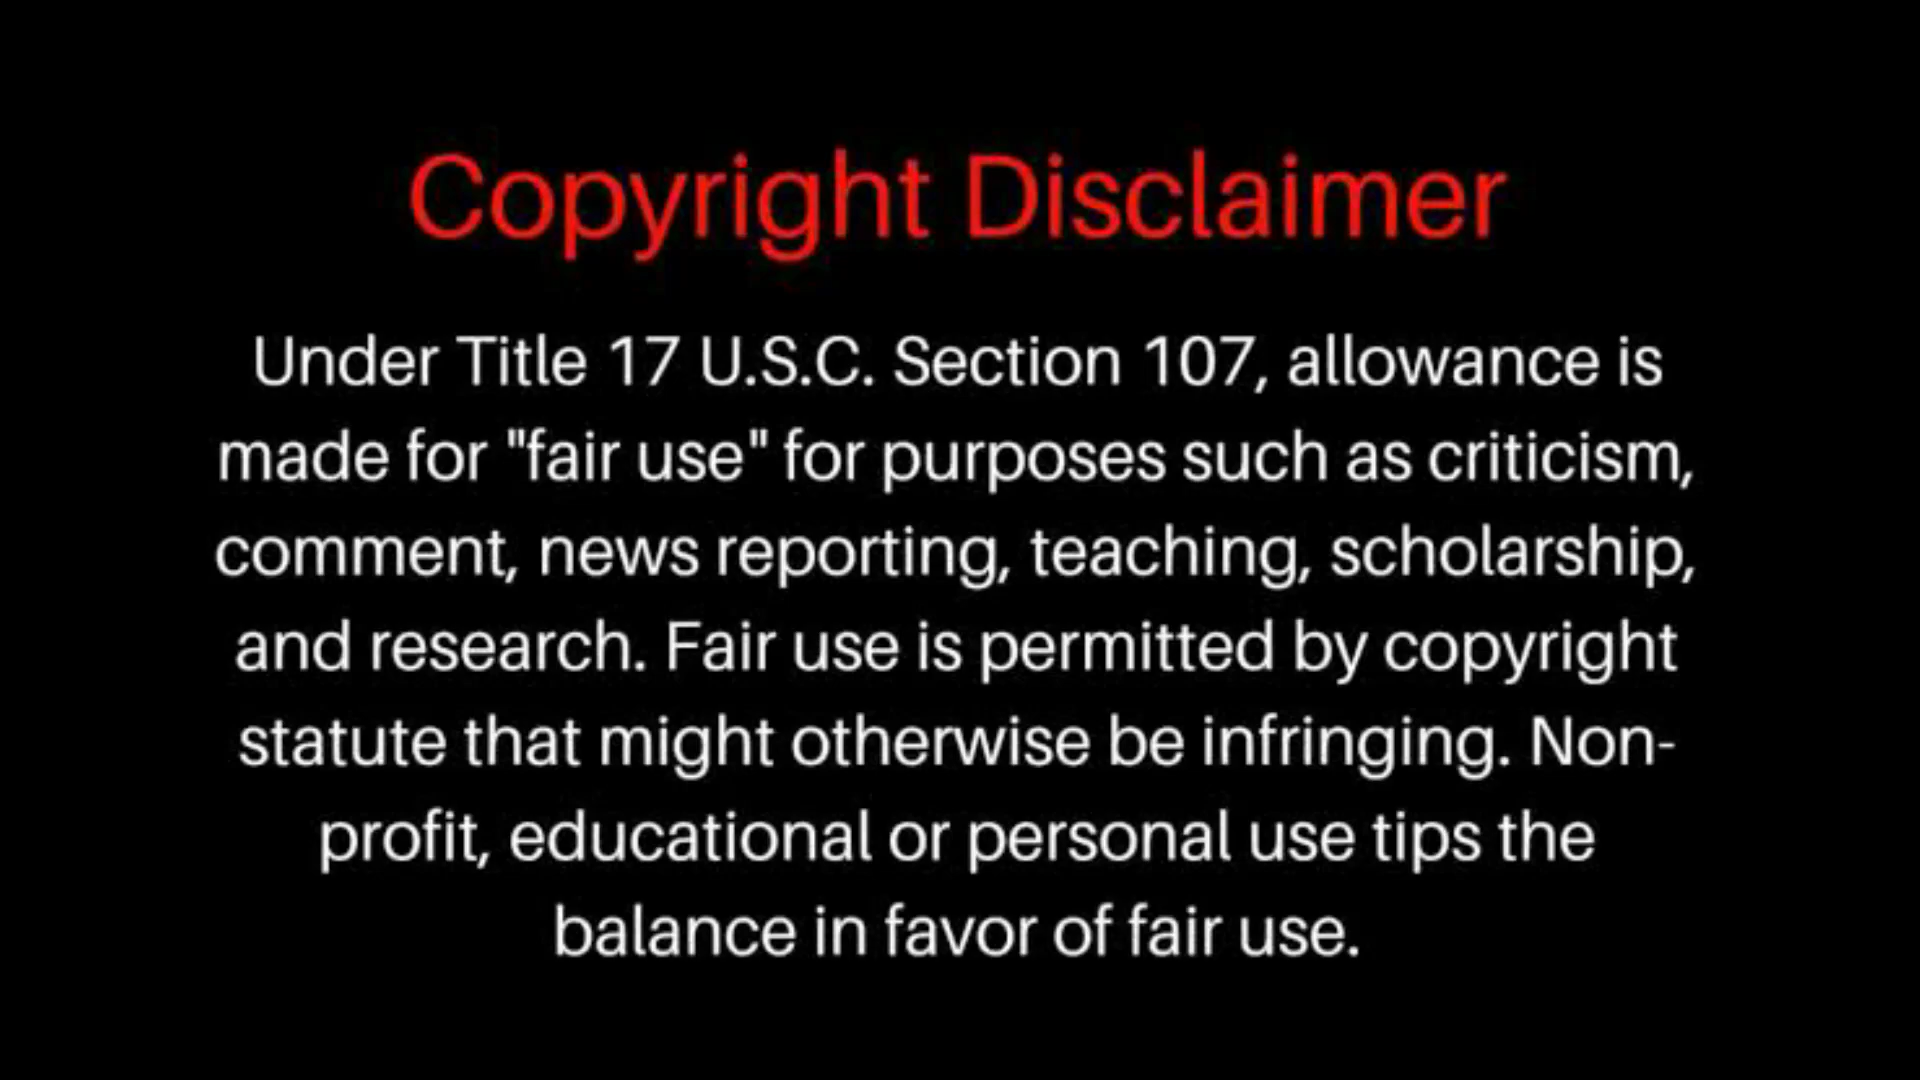 Copyright Disclaimer
Under Title 17 U.S.C. Section 107, allowance is
made for "fair use" for purposes such as criticism,
comment, news reporting, teaching, scholarship,
and research. Fair use is permitted by copyright
statute that might otherwise be infringing. Non-
profit, educational or personal use tips the
balance in favor of fair use.